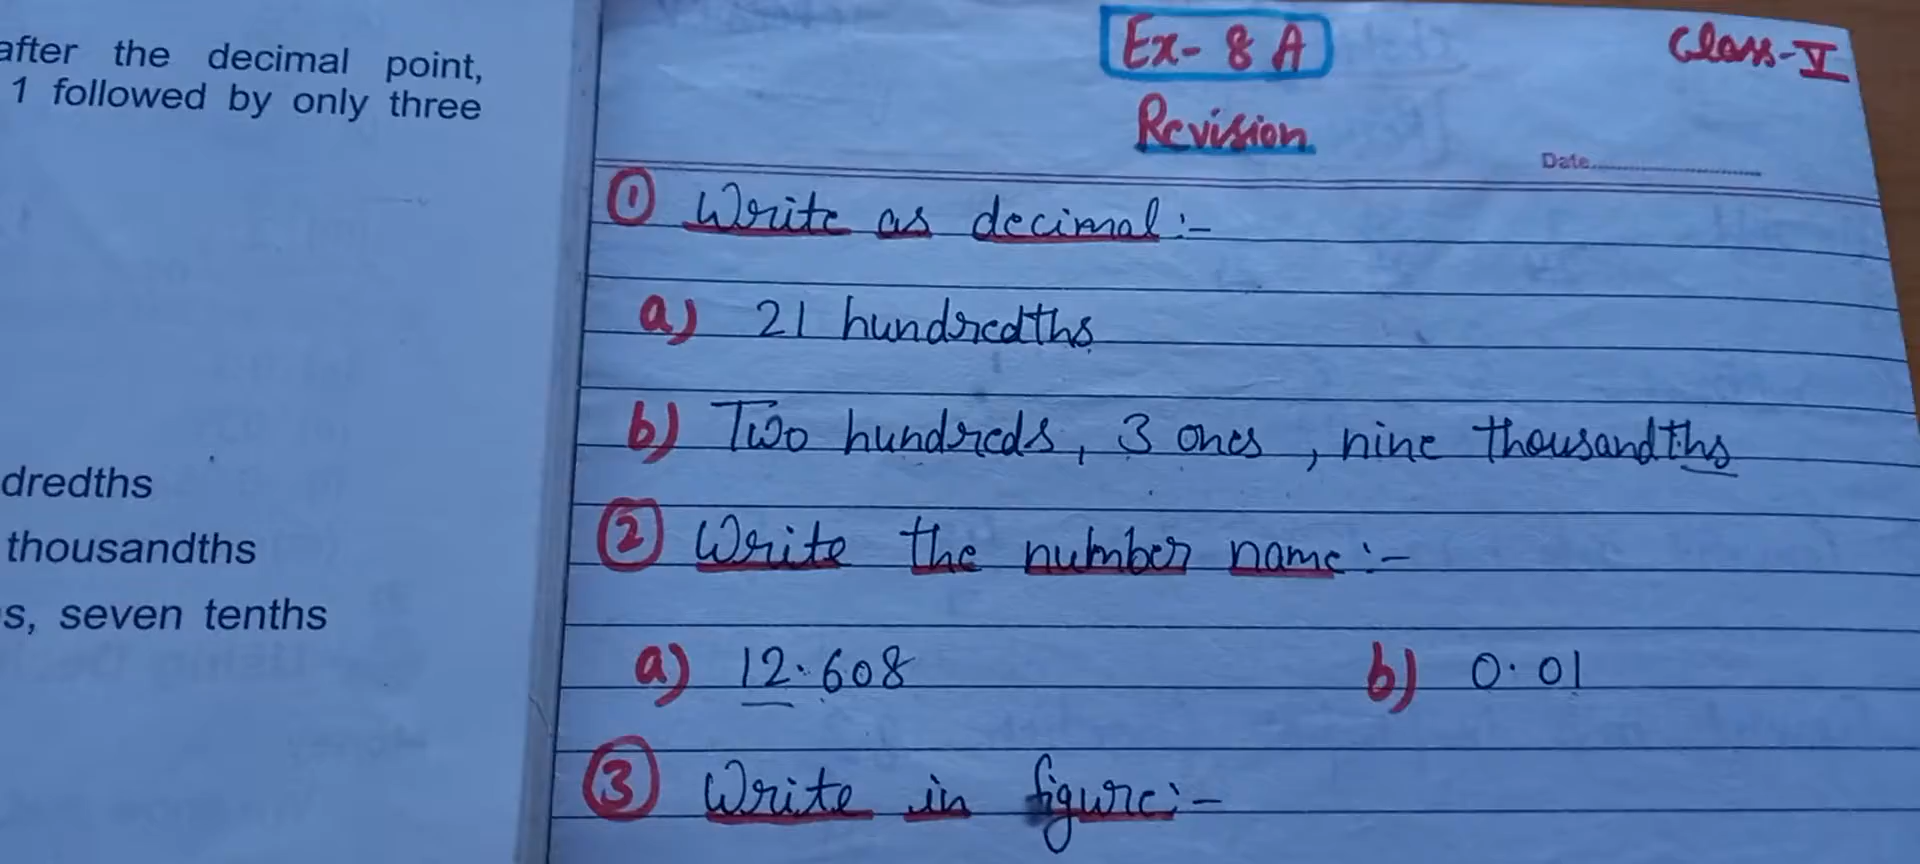 after the decimal point,
1 followed by only three
dredths
thousandths
s, seven tenths
Ex- 8 A
Class-V
Revision
Date
① Write as decimal:-
a) 21 hundredths
b) Two hundreds, 3 ones, nine thousandths
② Write the number name:-
a) 12.608 b) 0.01
③ Write in figure:-